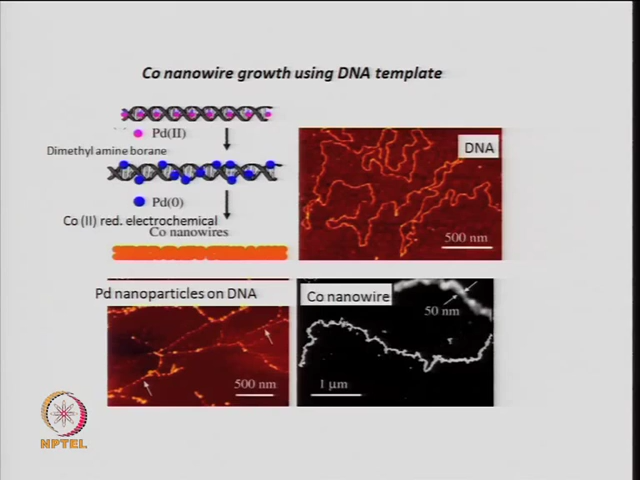 Co nanowire growth using DNA template
Pd(II)
Dimethyl amine borane
Pd(0)
Co (II) red. electrochemical
Co nanowires
DNA
500 nm
Pd nanoparticles on DNA
500 nm
Co nanowire
50 nm
1 μm
NPTEL